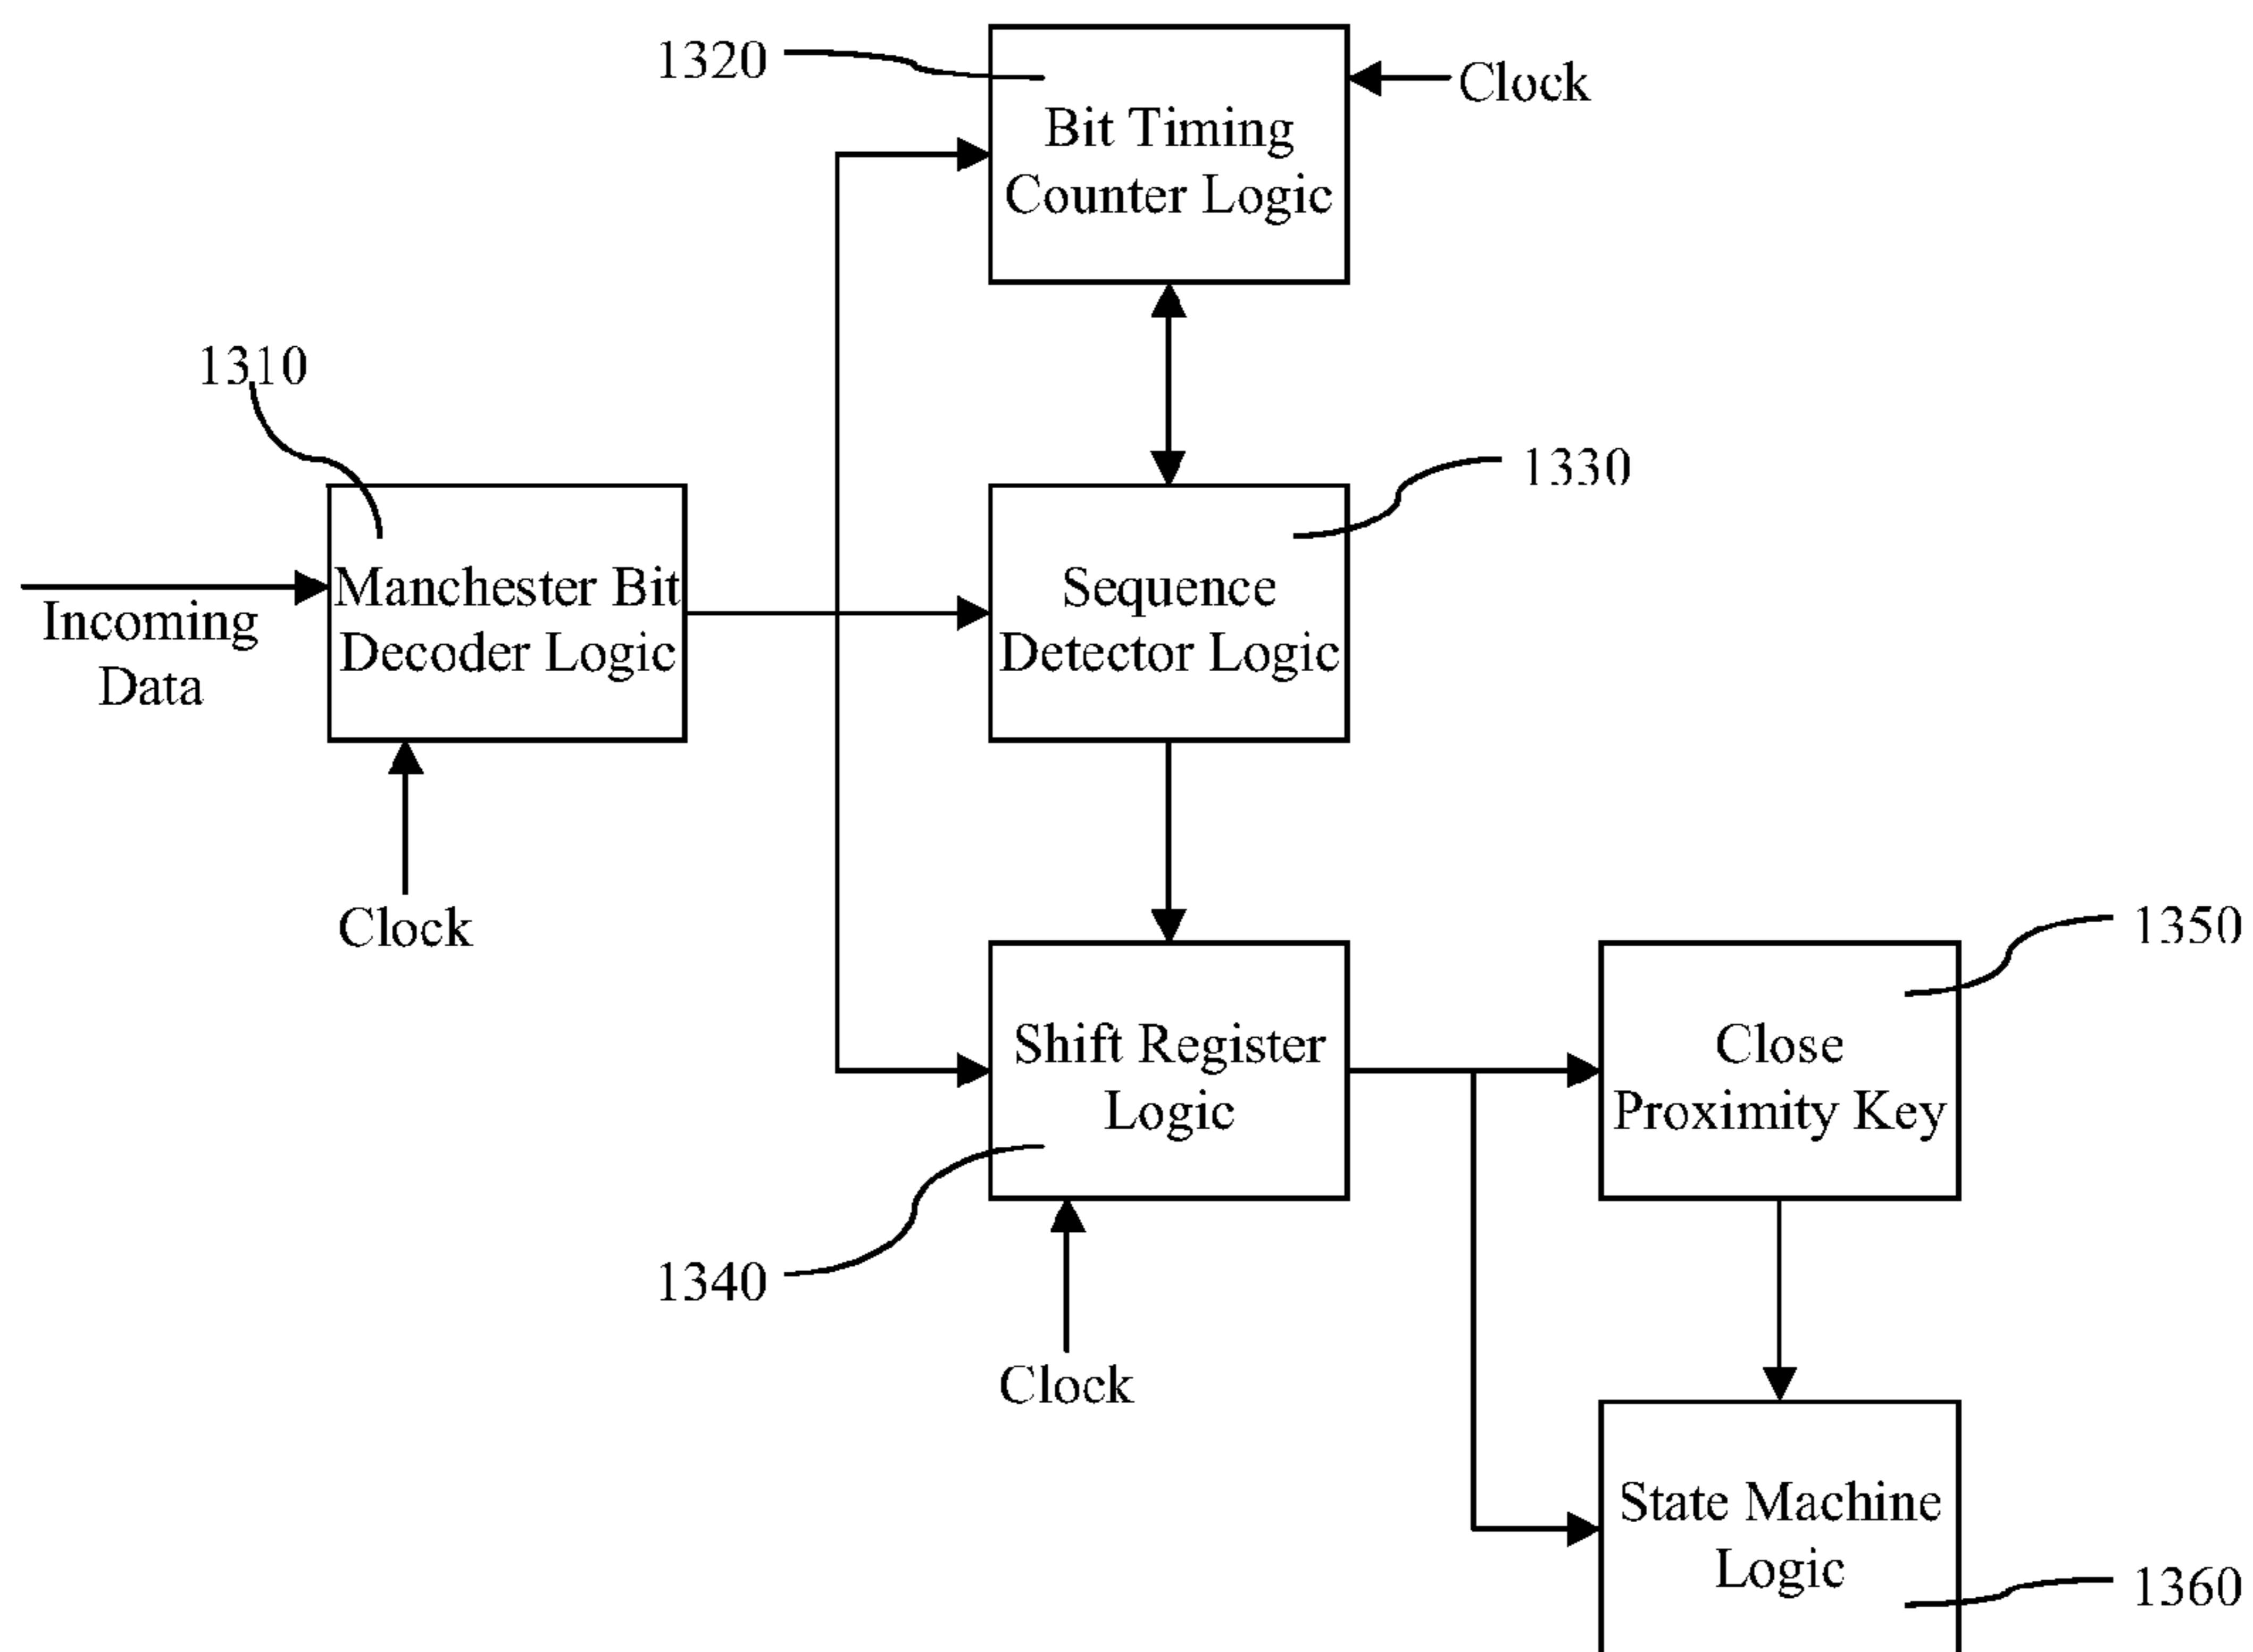 1320
Clock
Bit Timing
Counter Logic
1310
1330
Incoming
Data
Manchester Bit
Decoder Logic
Sequence
Detector Logic
Clock
1350
Shift Register
Logic
Close
Proximity Key
1340
Clock
State Machine
Logic
1360